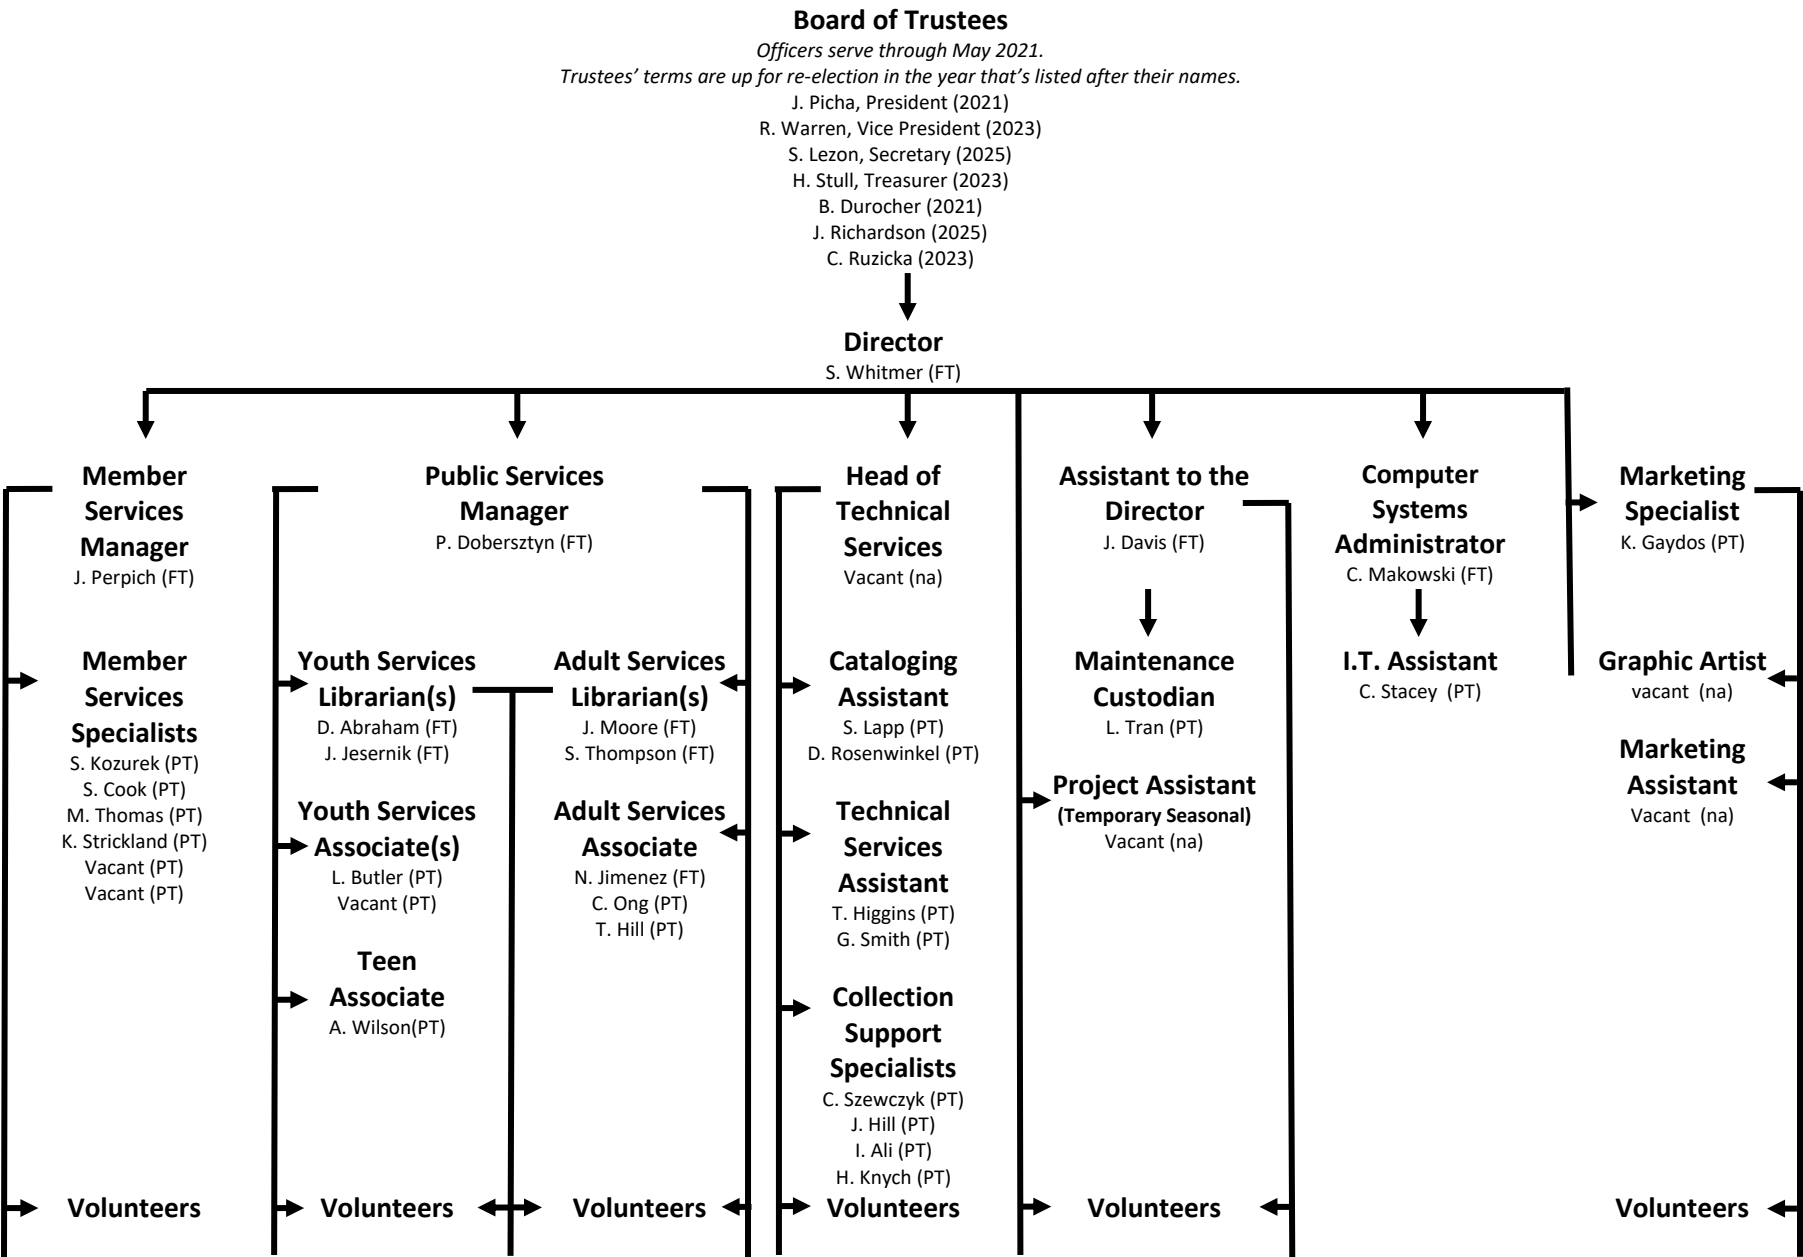 Board of Trustees
Officers serve through May 2021.
Trustees’ terms are up for re-election in the year that’s listed after their names.
J. Picha, President (2021)
R. Warren, Vice President (2023)
S. Lezon, Secretary (2025)
H. Stull, Treasurer (2023)
B. Durocher (2021)
J. Richardson (2025)
C. Ruzicka (2023)
Director
S. Whitmer (FT)
Member
Services
Manager
J. Perpich (FT)
Member
Services
Specialists
S. Kozurek (PT)
S. Cook (PT)
M. Thomas (PT)
K. Strickland (PT)
Vacant (PT)
Vacant (PT)
Volunteers
Public Services
Manager
P. Dobersztyn (FT)
Youth Services
Librarian(s)
D. Abraham (FT)
J. Jesernik (FT)
Youth Services
Associate(s)
L. Butler (PT)
Vacant (PT)
Teen
Associate
A. Wilson(PT)
Volunteers
Adult Services
Librarian(s)
J. Moore (FT)
S. Thompson (FT)
Adult Services
Associate
N. Jimenez (FT)
C. Ong (PT)
T. Hill (PT)
Volunteers
Head of
Technical
Services
Vacant (na)
Cataloging
Assistant
S. Lapp (PT)
D. Rosenwinkel (PT)
Technical
Services
Assistant
T. Higgins (PT)
G. Smith (PT)
Collection
Support
Specialists
C. Szewczyk (PT)
J. Hill (PT)
I. Ali (PT)
H. Knych (PT)
Volunteers
Assistant to the
Director
J. Davis (FT)
Maintenance
Custodian
L. Tran (PT)
Project Assistant
(Temporary Seasonal)
Vacant (na)
Volunteers
Computer
Systems
Administrator
C. Makowski (FT)
I.T. Assistant
C. Stacey (PT)
Marketing
Specialist
K. Gaydos (PT)
Graphic Artist
vacant (na)
Marketing
Assistant
Vacant (na)
Volunteers